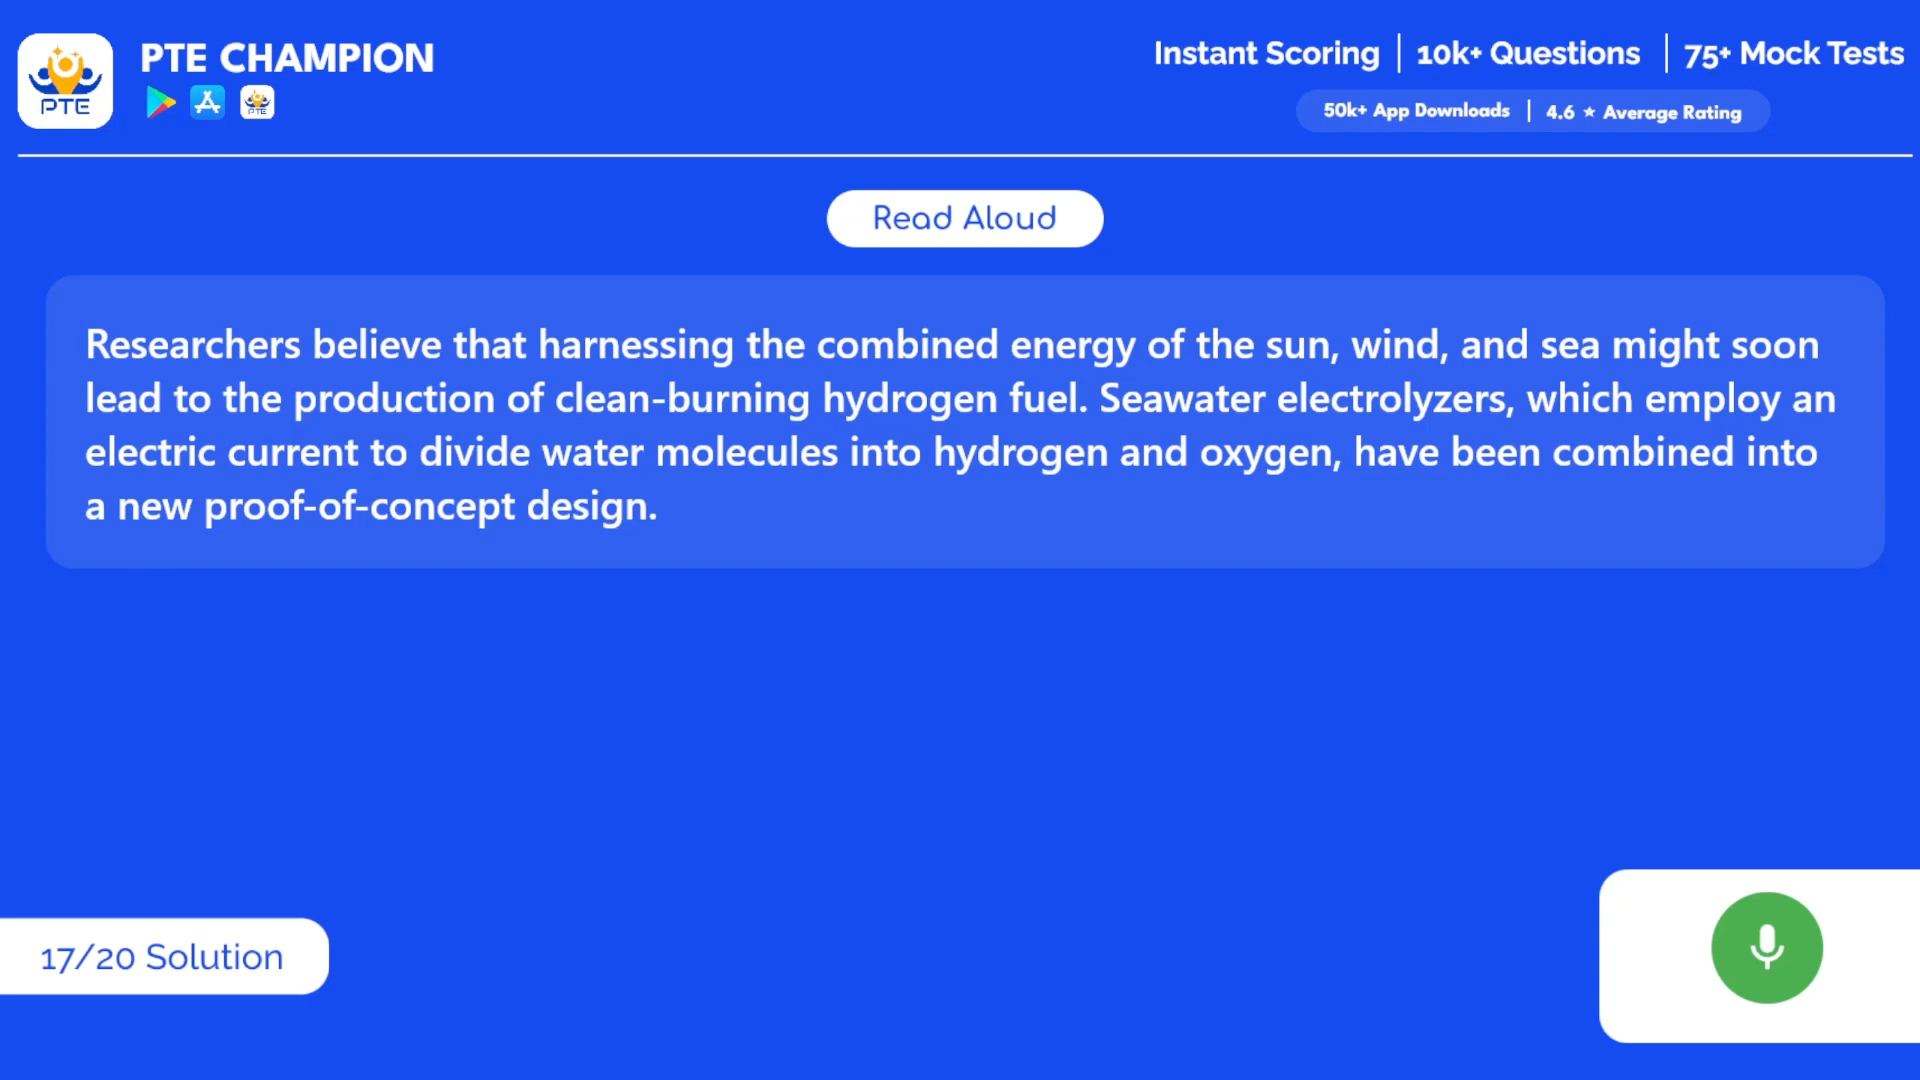 PTE CHAMPION
PTE
PTE
Instant Scoring | 10k+ Questions | 75+ Mock Tests
50k+ App Downloads | 4.6 ★ Average Rating
Read Aloud
Researchers believe that harnessing the combined energy of the sun, wind, and sea might soon
lead to the production of clean-burning hydrogen fuel. Seawater electrolyzers, which employ an
electric current to divide water molecules into hydrogen and oxygen, have been combined into
a new proof-of-concept design.
17/20 Solution